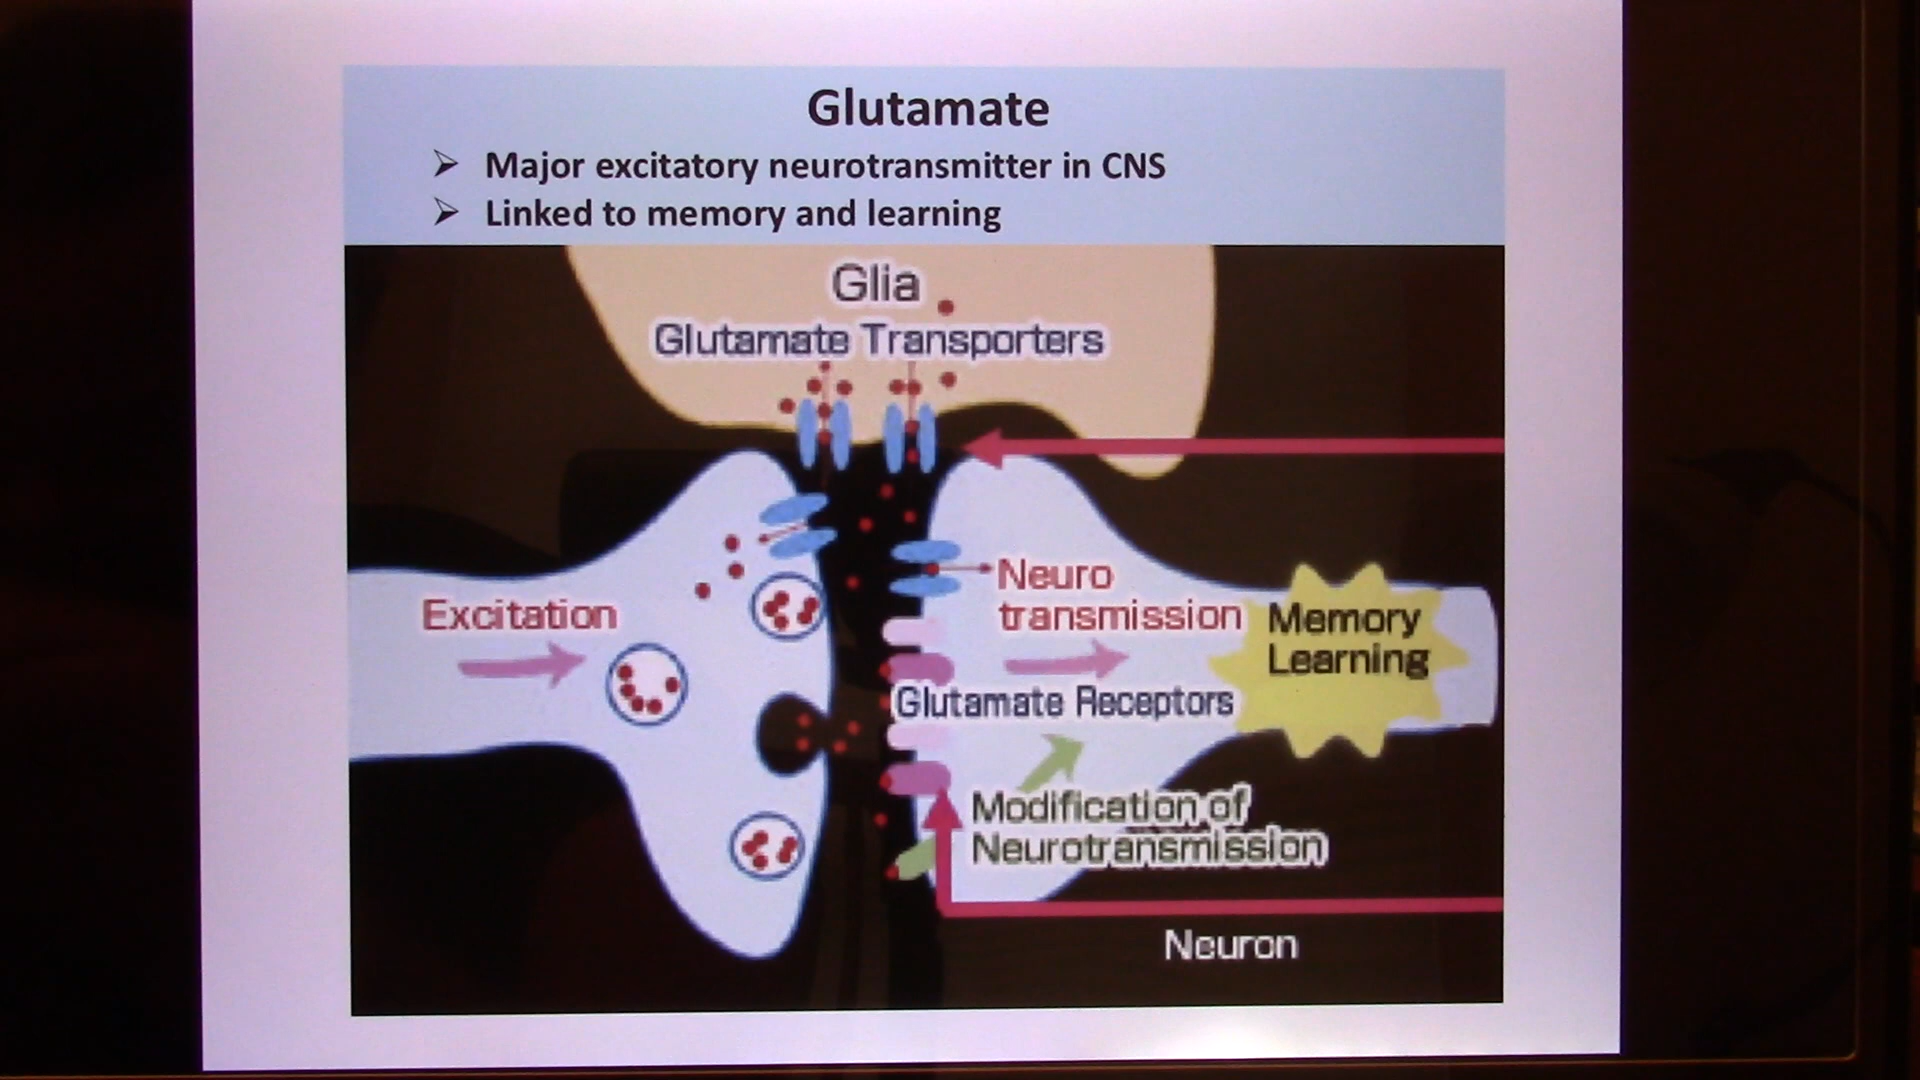 Glutamate
Major excitatory neurotransmitter in CNS
Linked to memory and learning
Glia
Glutamate Transporters
Excitation
Neuro
transmission
Memory
Learning
Glutamate Receptors
Modification of
Neurotransmission
Neuron